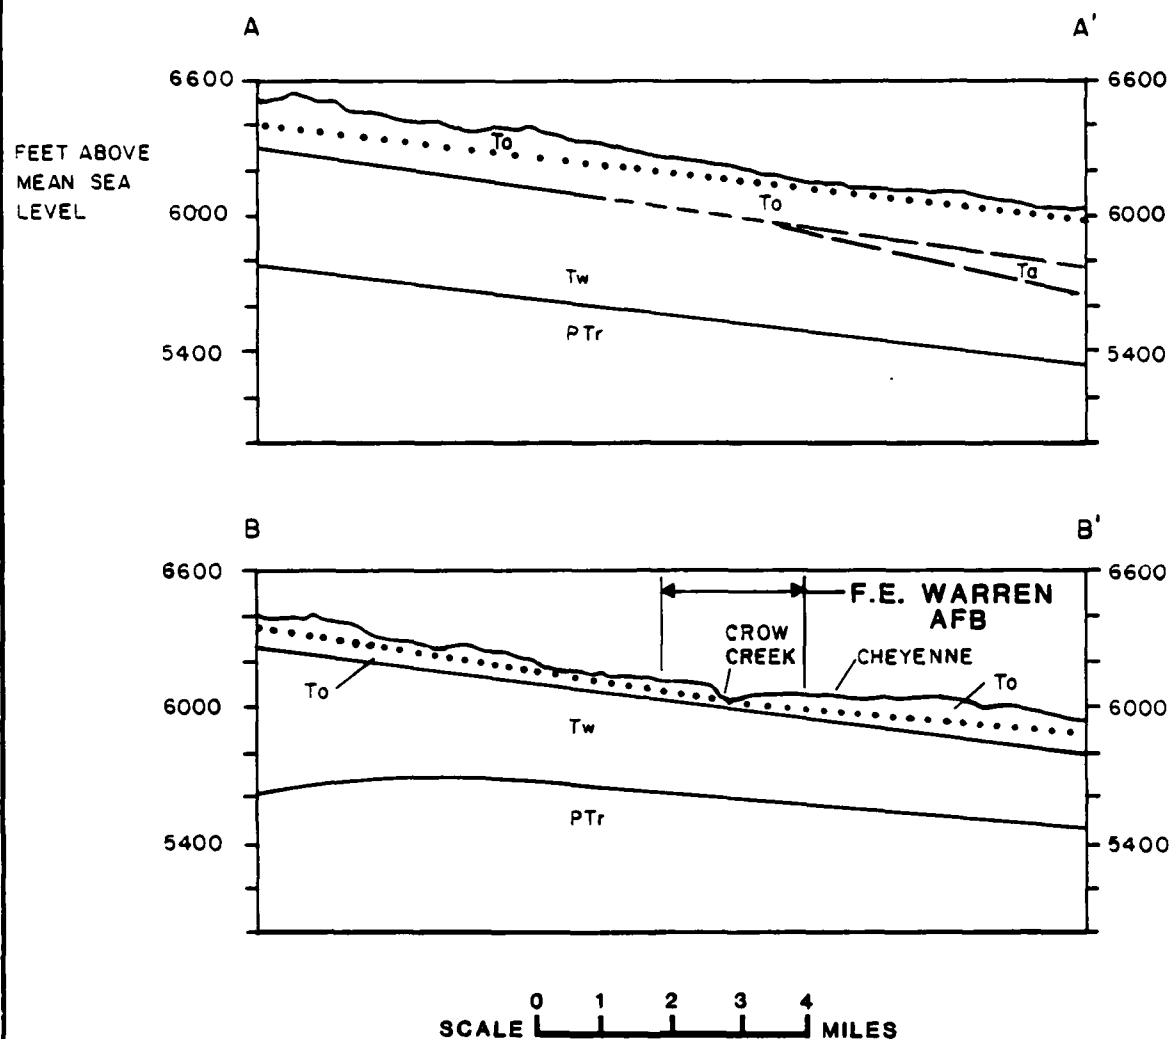 A A'
6600 6600
To
FEET ABOVE
MEAN SEA
LEVEL
6000 To 6000
Ta
Tw
PTr
5400 5400
B B'
6600 6600
F.E. WARREN
AFB
CROW
CREEK
CHEYENNE
To To
6000 6000
Tw
PTr
5400 5400
0 1 2 3 4
SCALE MILES